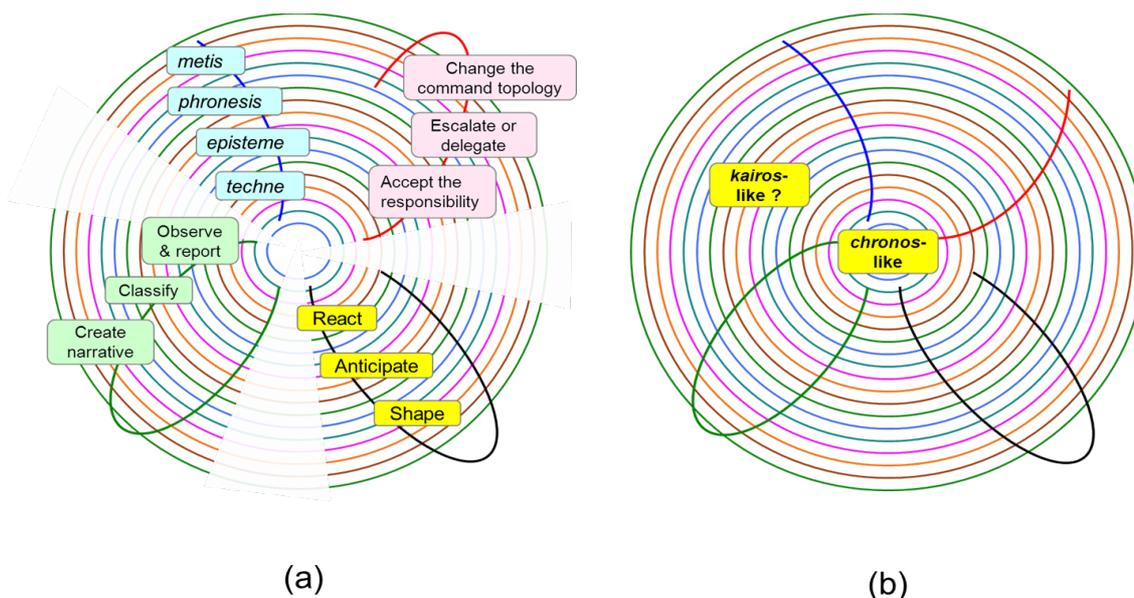 metis
phronesis
episteme
techne
Change the
command topology
Escalate or
delegate
Accept the
responsibility
Observe
& report
Classify
Create
narrative
React
Anticipate
Shape
(a)
kairos-
like ?
chronos-
like
(b)